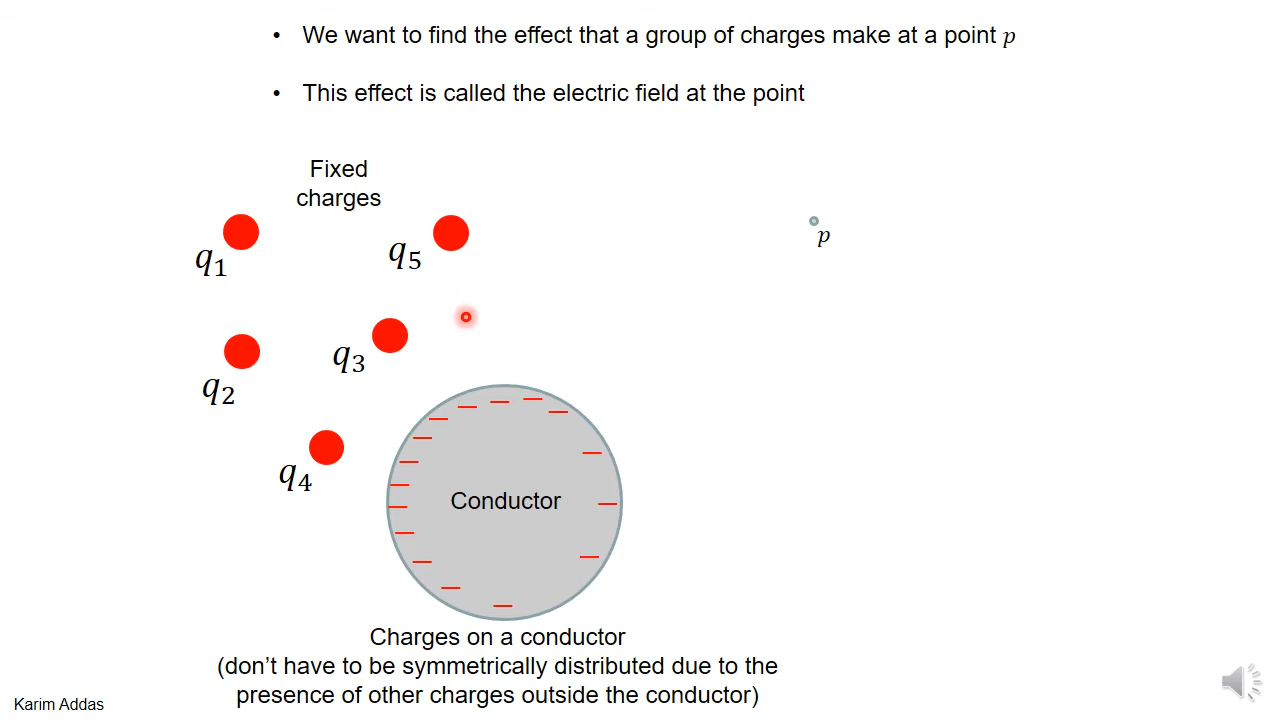 • We want to find the effect that a group of charges make at a point p
• This effect is called the electric field at the point
Fixed
charges
q₁
q₅
p
q₃
q₂
q₄
Conductor
Charges on a conductor
(don’t have to be symmetrically distributed due to the
presence of other charges outside the conductor)
Karim Addas